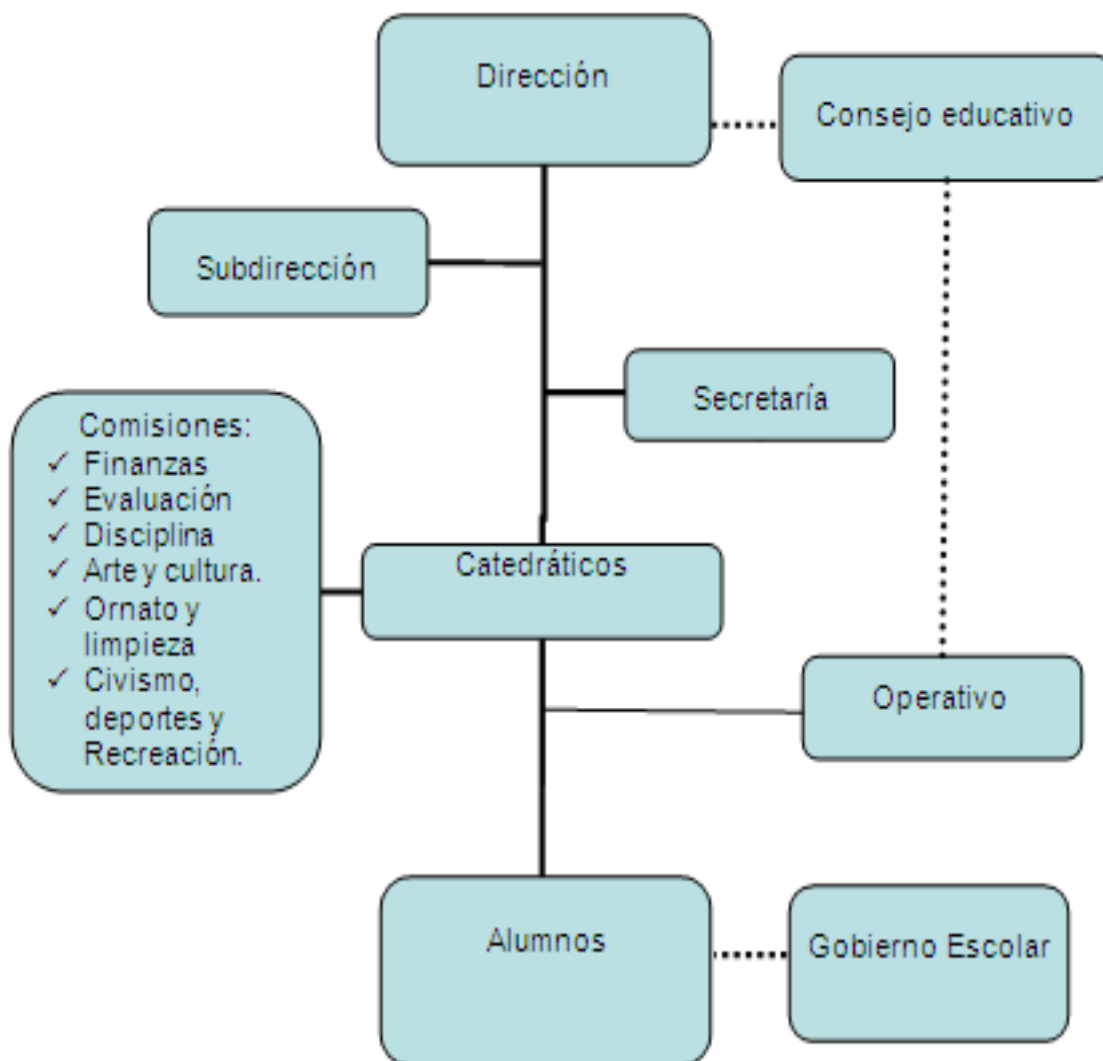 Dirección
Consejo educativo
Subdirección
Secretaría
Comisiones:
✓ Finanzas
✓ Evaluación
✓ Disciplina
✓ Arte y cultura.
✓ Ornato y
limpieza
✓ Civismo,
deportes y
Recreación.
Catedráticos
Operativo
Alumnos
Gobierno Escolar